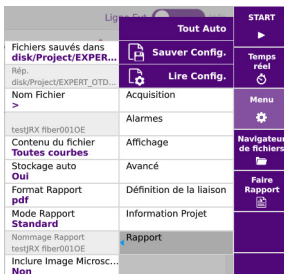 Tout Auto
START
Fichiers sauvés dans
disk/Project/EXPER...
Sauver Config.
Temps
réel
Rép.
disk/Project/EXPERT_OTD...
Lire Config.
Nom Fichier
>
Acquisition
Menu
testJRX fiber001OE
Alarmes
Contenu du fichier
Toutes courbes
Affichage
Navigateur
de fichiers
Stockage auto
Oui
Avancé
Format Rapport
pdf
Définition de la liaison
Faire
Rapport
Mode Rapport
Standard
Information Projet
Nommage Rapport
testJRX fiber001OE
Rapport
Inclure Image Microsc...
Non